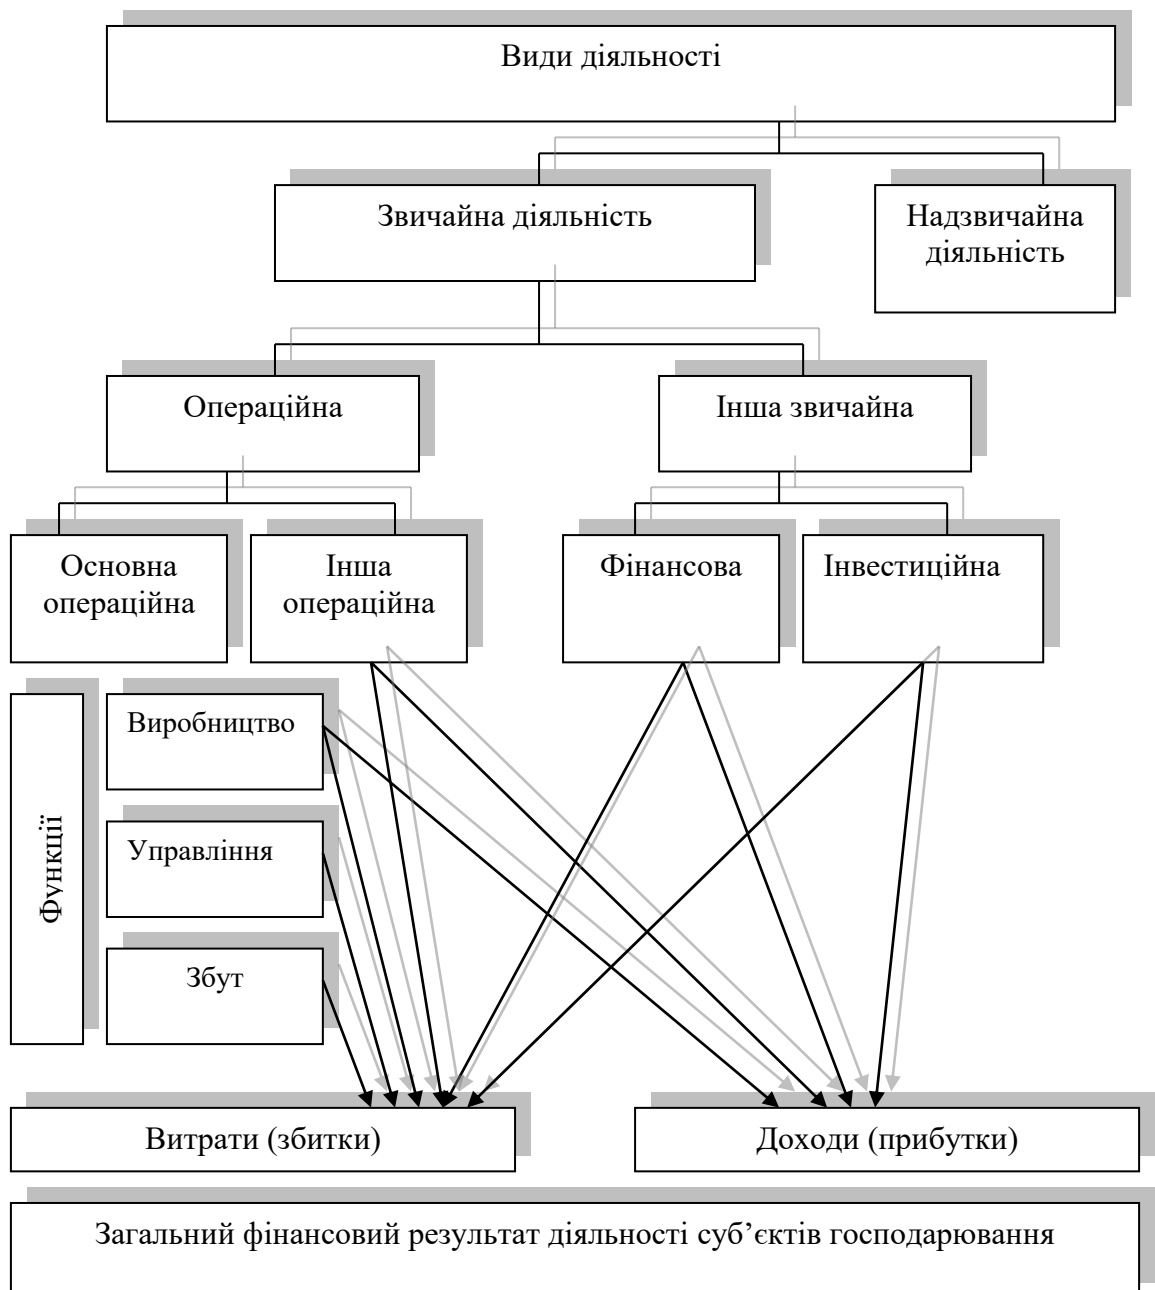 Види діяльності
Звичайна діяльність
Надзвичайна
діяльність
Операційна
Інша звичайна
Основна
операційна
Інша
операційна
Фінансова
Інвестиційна
Функції
Виробництво
Управління
Збут
Витрати (збитки)
Доходи (прибутки)
Загальний фінансовий результат діяльності суб’єктів господарювання